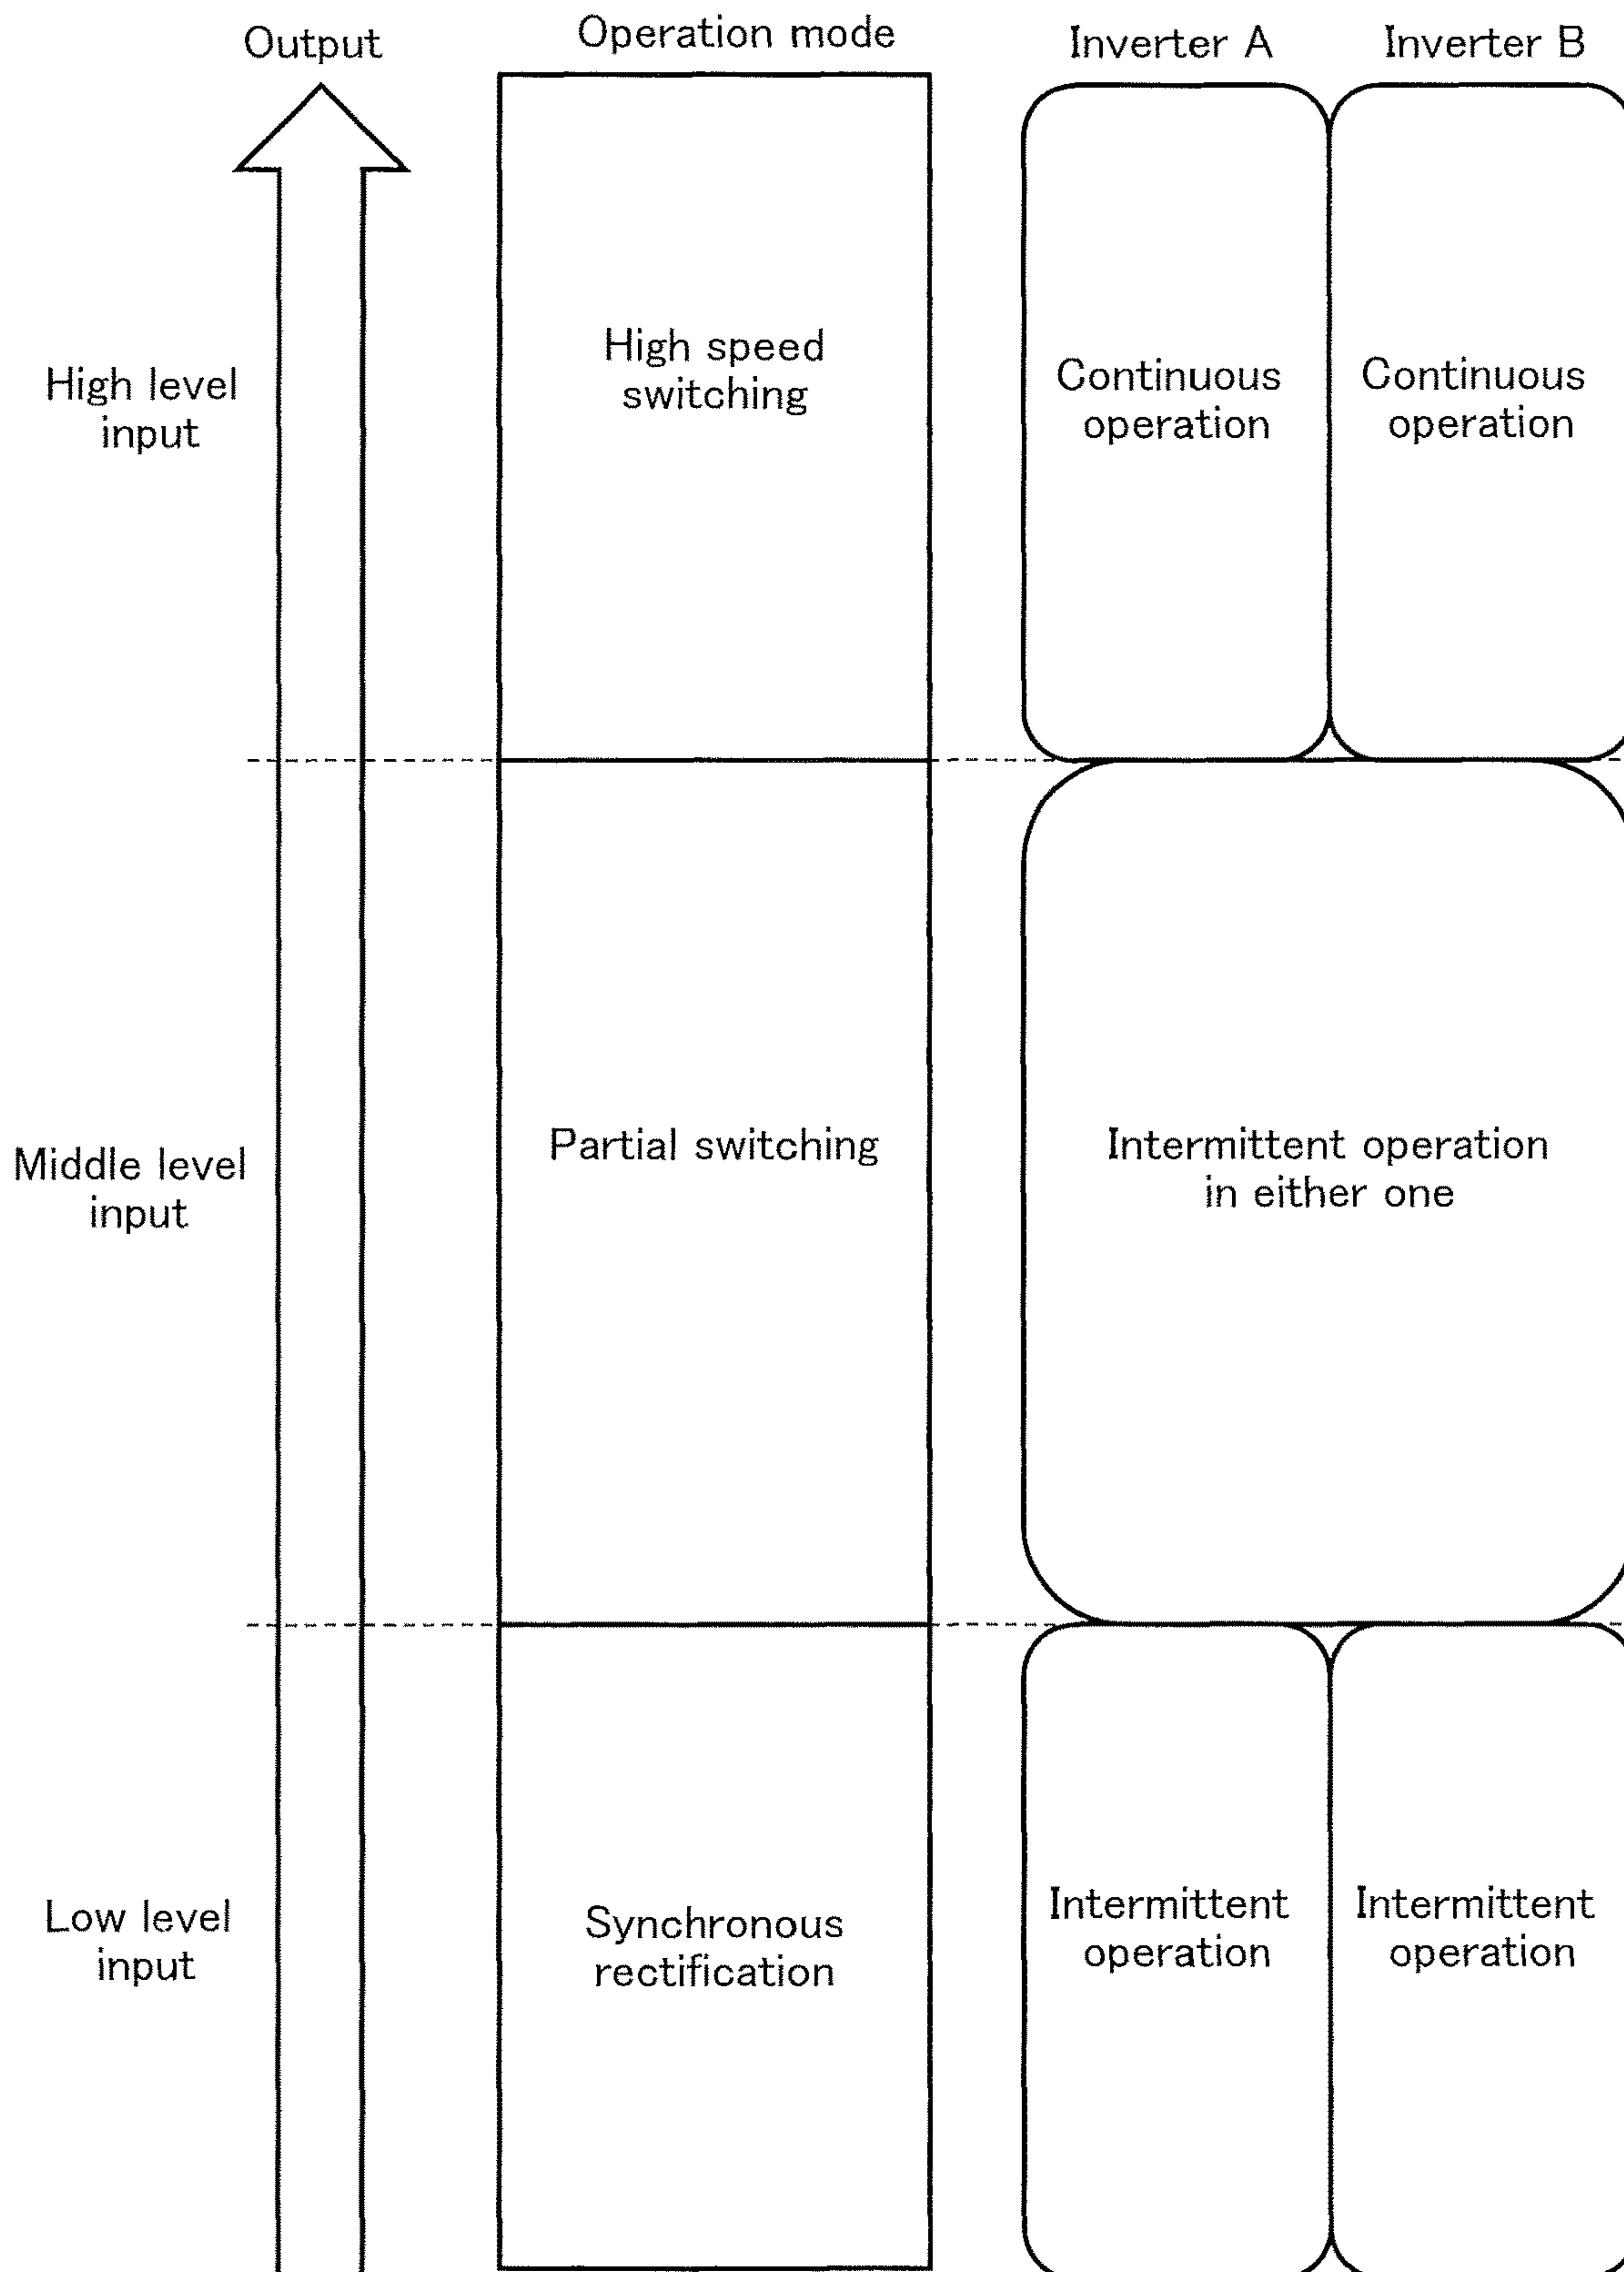 Output
Operation mode
Inverter A
Inverter B
High level
input
High speed
switching
Continuous
operation
Continuous
operation
Middle level
input
Partial switching
Intermittent operation
in either one
Low level
input
Synchronous
rectification
Intermittent
operation
Intermittent
operation